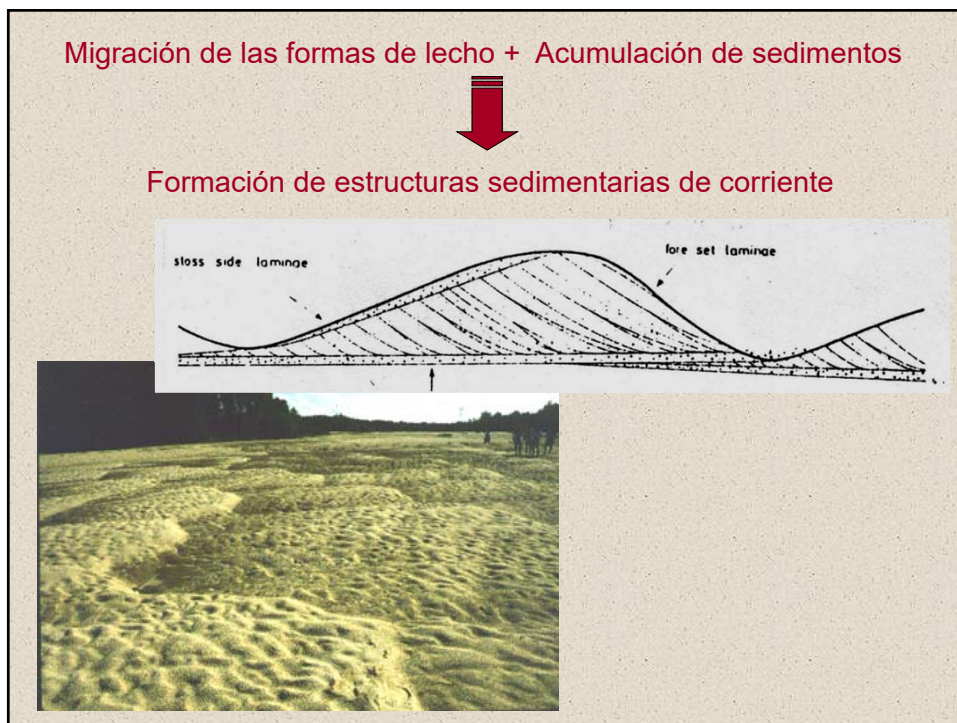 Migración de las formas de lecho + Acumulación de sedimentos
Formación de estructuras sedimentarias de corriente
stoss side laminae
fore set laminae